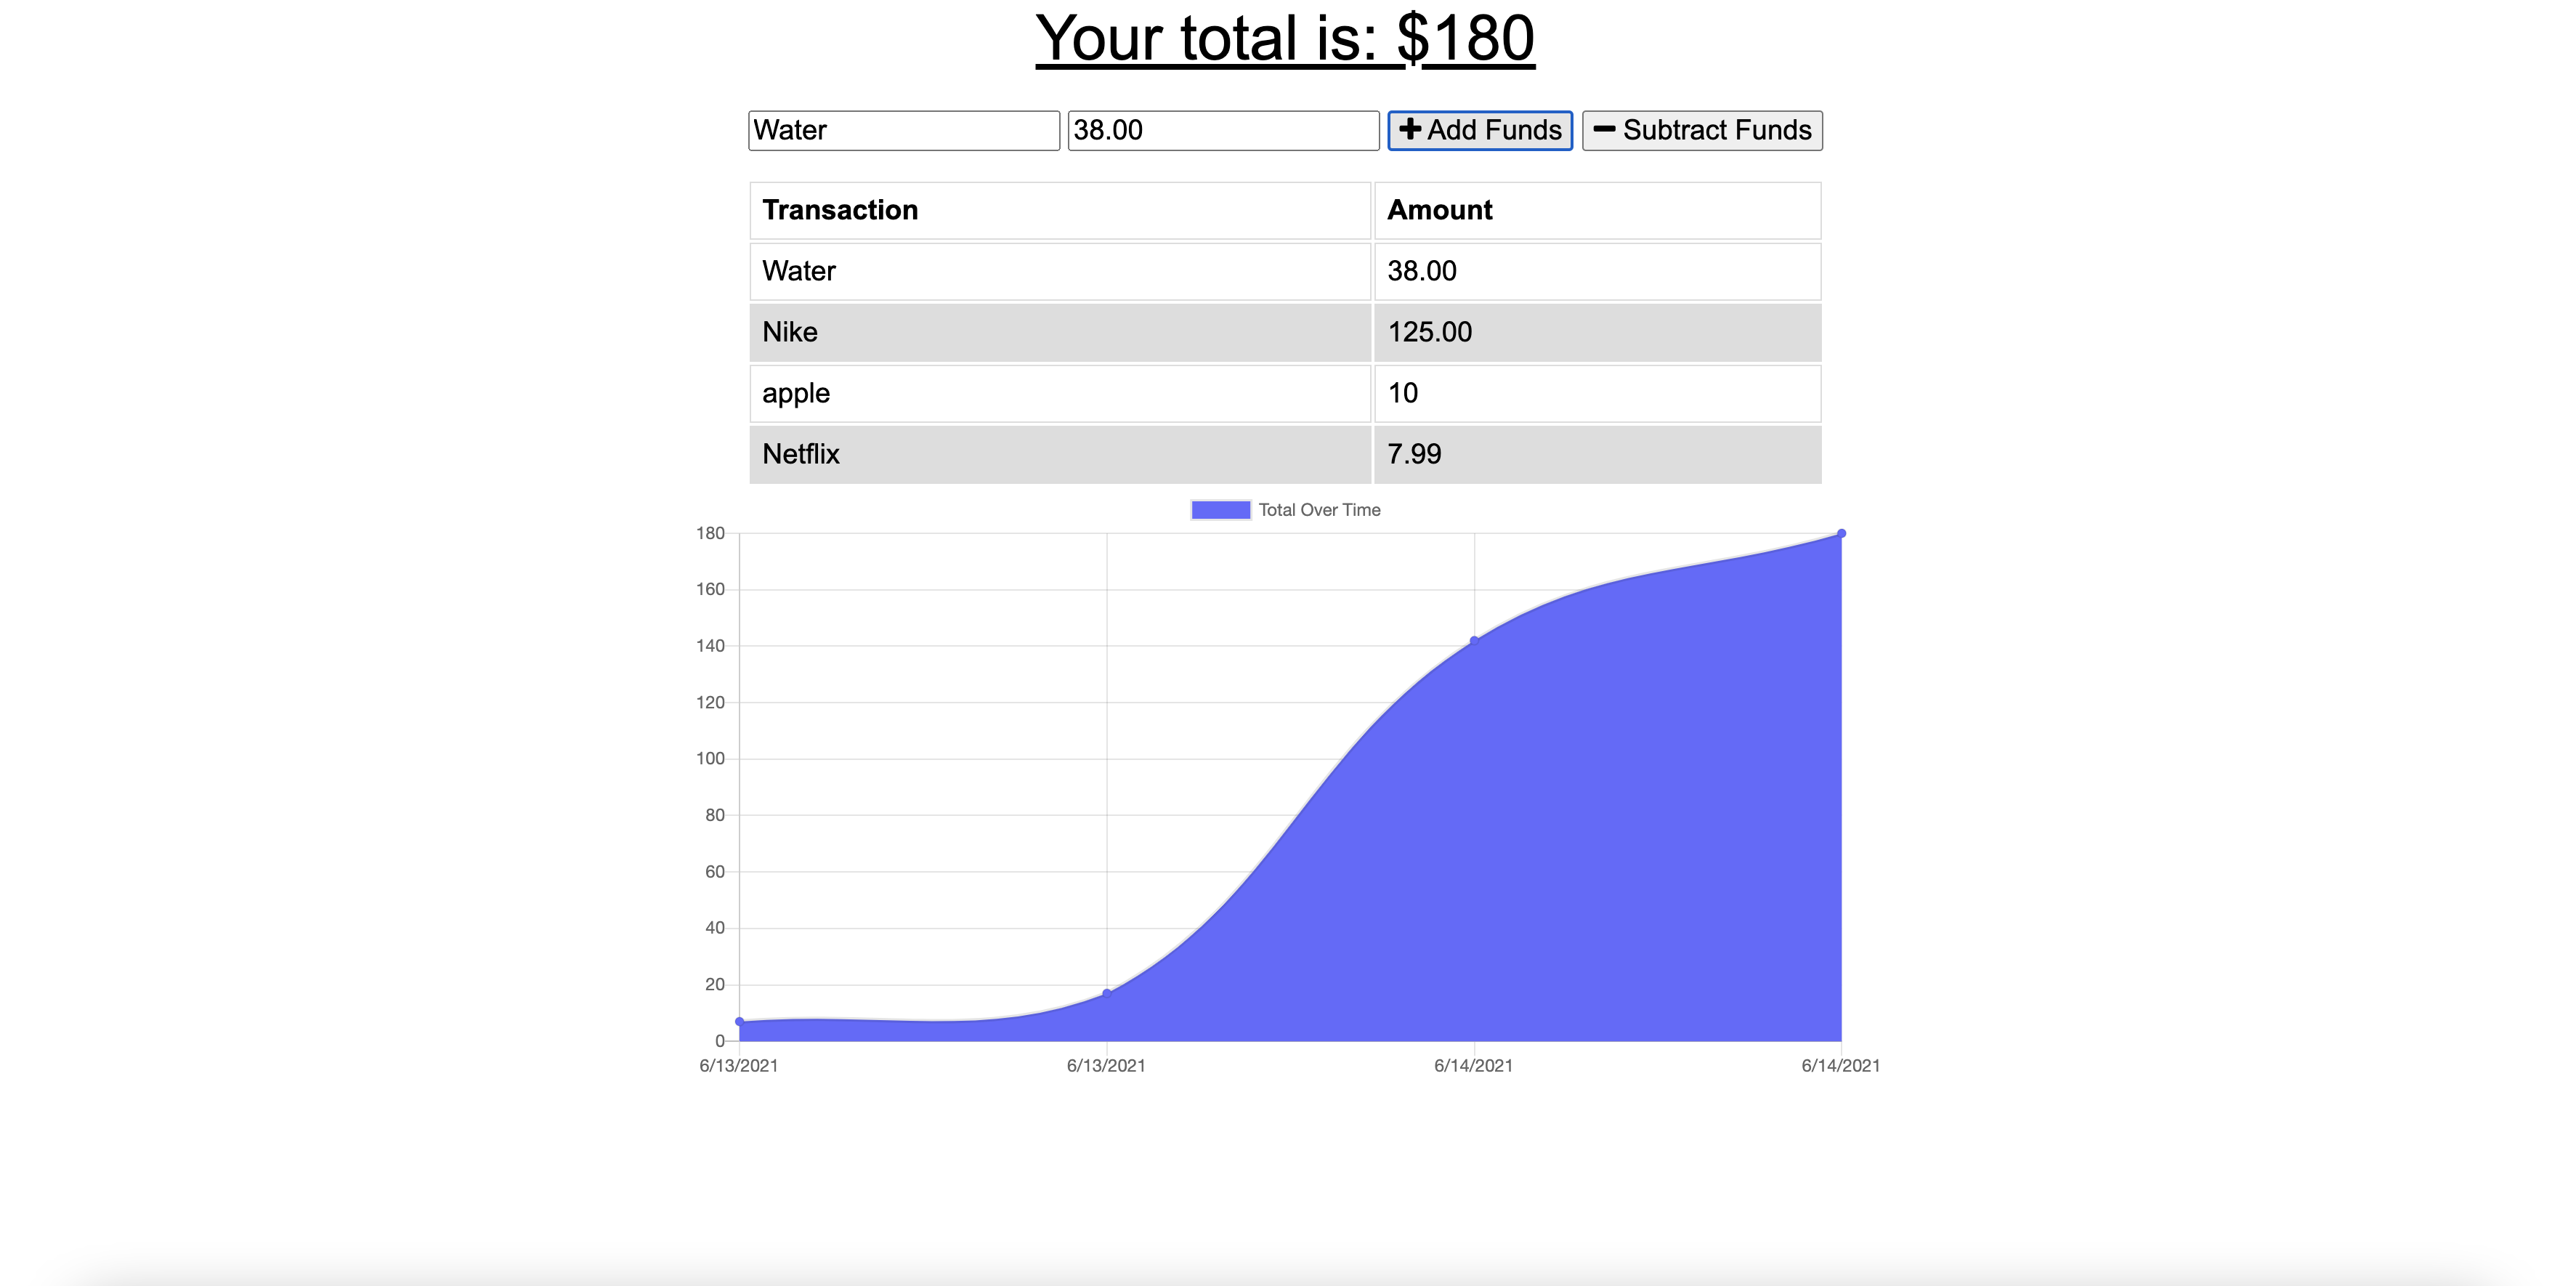 Your total is: $180
Water 38.00 Add Funds Subtract Funds
Transaction Amount
Water 38.00
Nike 125.00
apple 10
Netflix 7.99
Total Over Time
180
160
140
120
100
80
60
40
20
0
6/13/2021 6/13/2021 6/14/2021 6/14/2021